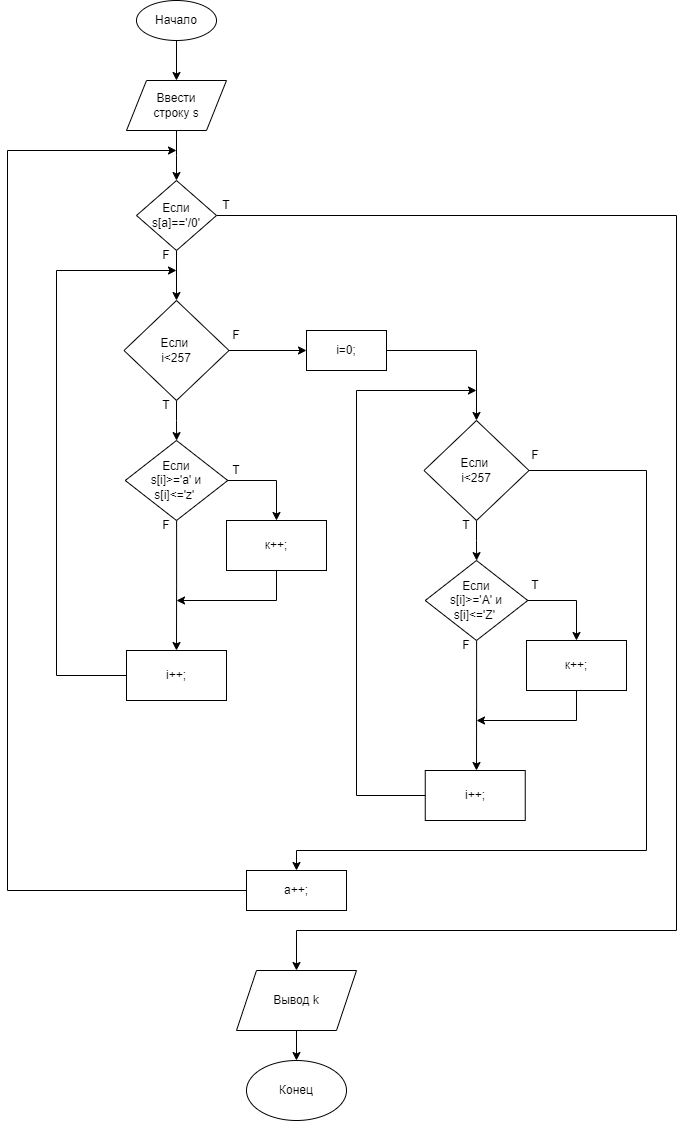 Начало
Ввести
строку s
Если
s[a]=='/0'
T
F
Если
i<257
F
T
i=0;
Если
s[i]>='a' и
s[i]<='z'
T
F
к++;
i++;
Если
i<257
F
T
Если
s[i]>='A' и
s[i]<='Z'
T
F
к++;
i++;
a++;
Вывод k
Конец